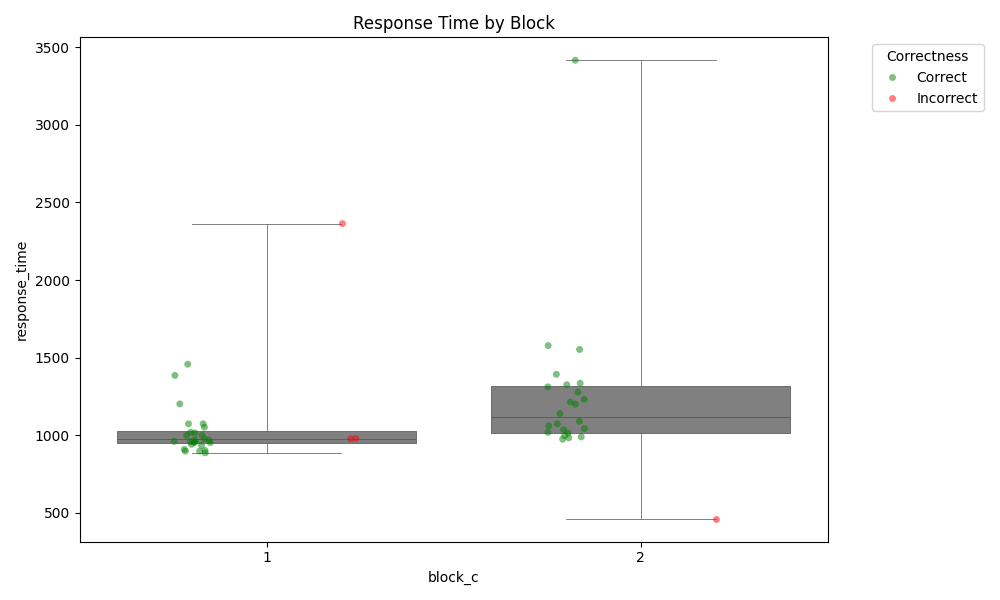 Response Time by Block
Correctness
Correct
Incorrect
3500
3000
2500
2000
1500
1000
500
response_time
1
2
block_c